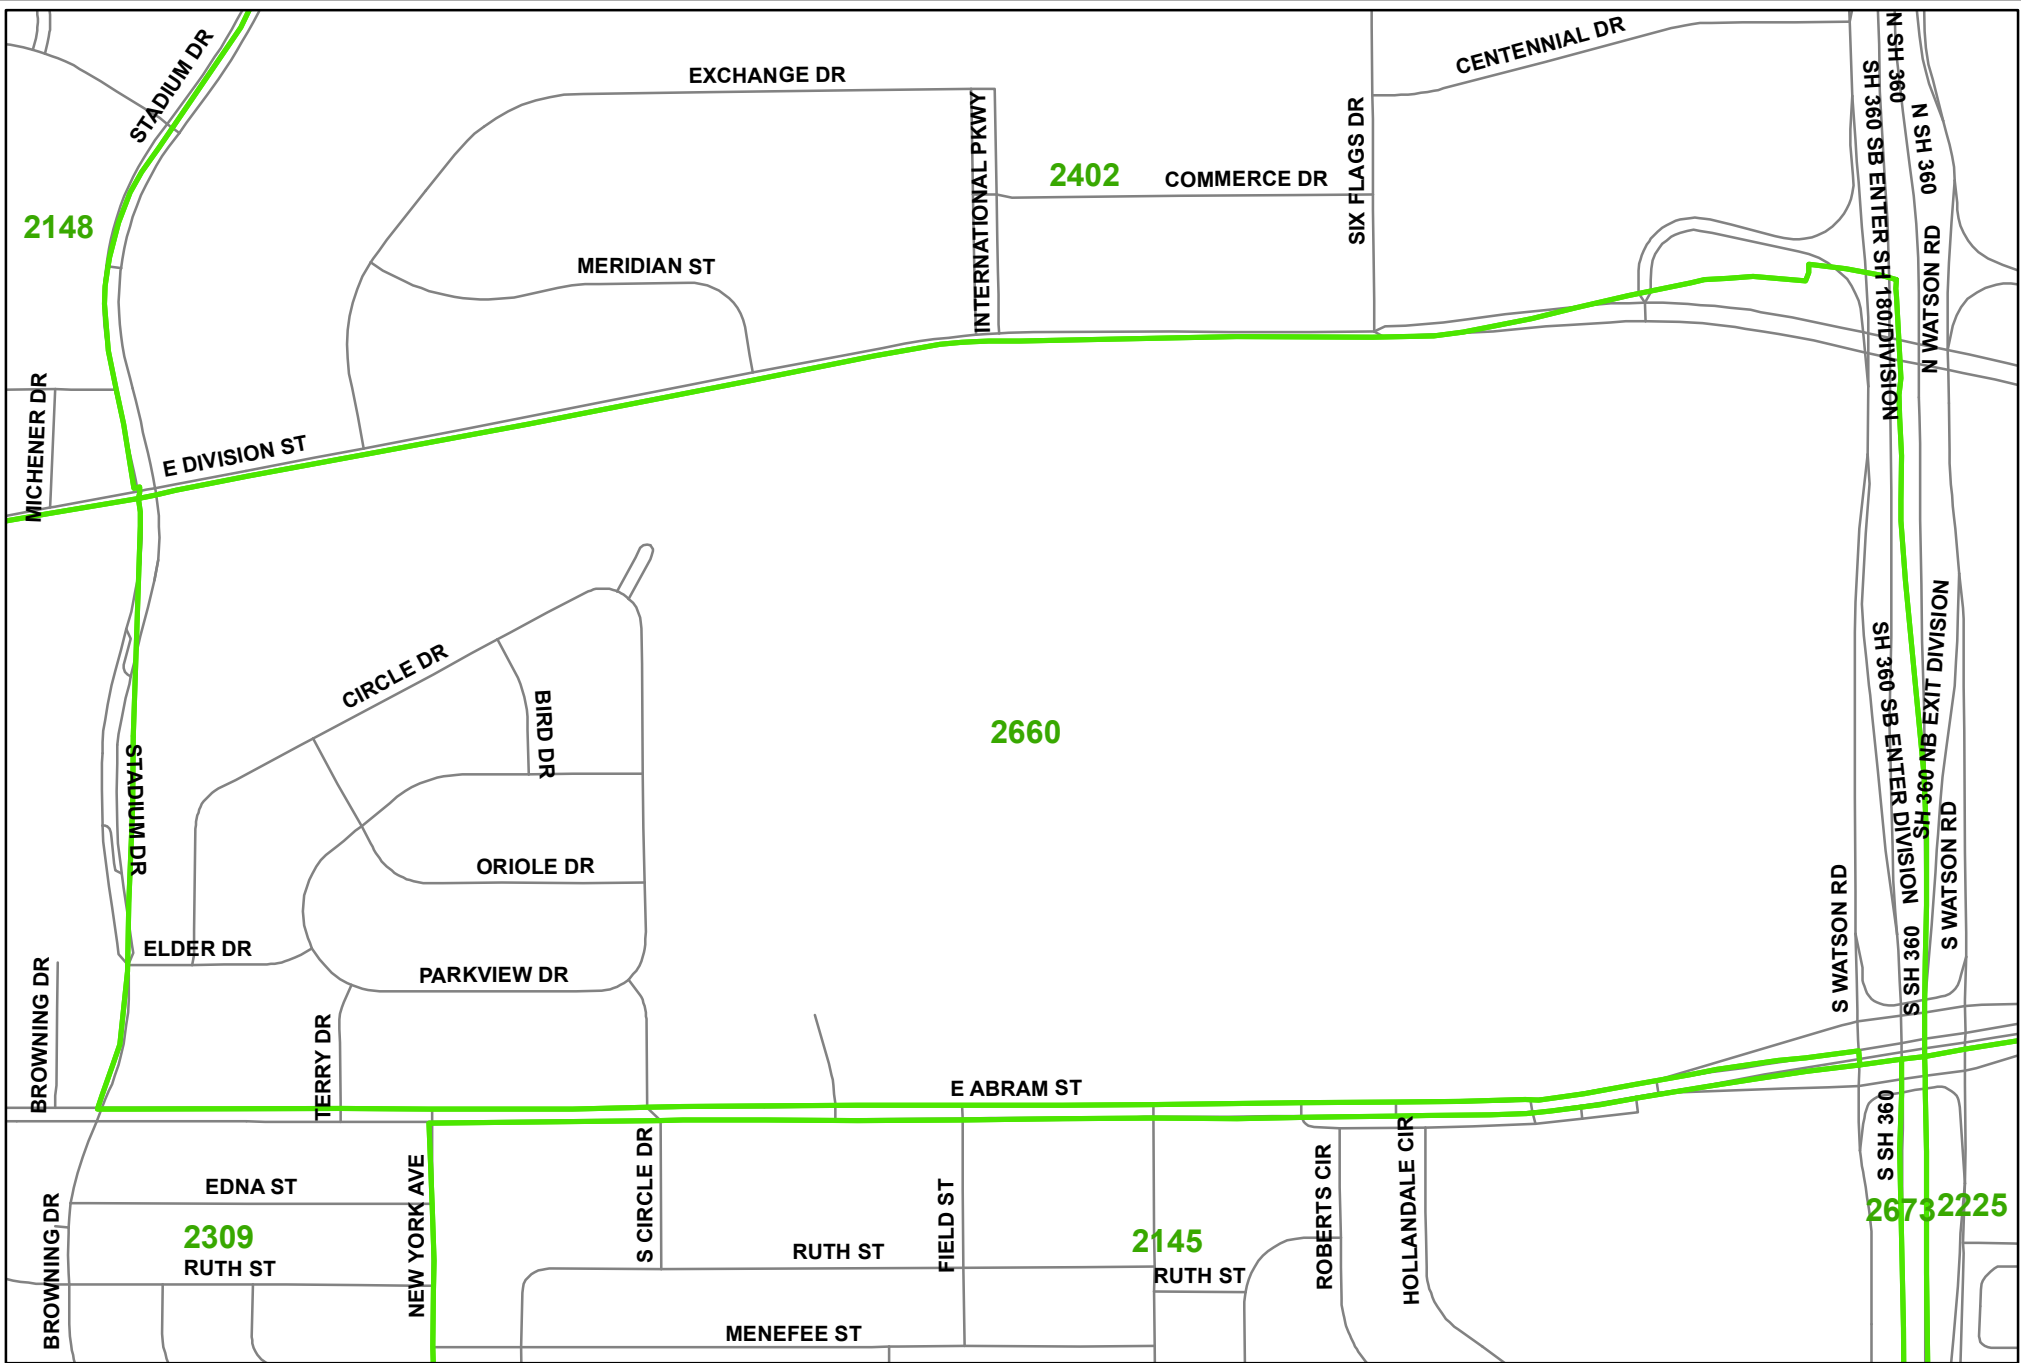 STADIUM DR
EXCHANGE DR
CENTENNIAL DR
N SH 360
SH 360 SB ENTER SH 180/DIVISION
N SH 360
INTERNATIONAL PKWY
SIX FLAGS DR
2402
COMMERCE DR
2148
MERIDIAN ST
N WATSON RD
MICHENER DR
E DIVISION ST
CIRCLE DR
BIRD DR
2660
SH 360 SB ENTER DIVISION
SH 360 NB EXIT DIVISION
STADIUM DR
ORIOLE DR
S WATSON RD
S WATSON RD
ELDER DR
PARKVIEW DR
S SH 360
BROWNING DR
TERRY DR
E ABRAM ST
S SH 360
EDNA ST
NEW YORK AVE
S CIRCLE DR
FIELD ST
ROBERTS CIR
HOLLANDALE CIR
2673
2225
BROWNING DR
2309
RUTH ST
RUTH ST
2145
RUTH ST
MENEFEE ST